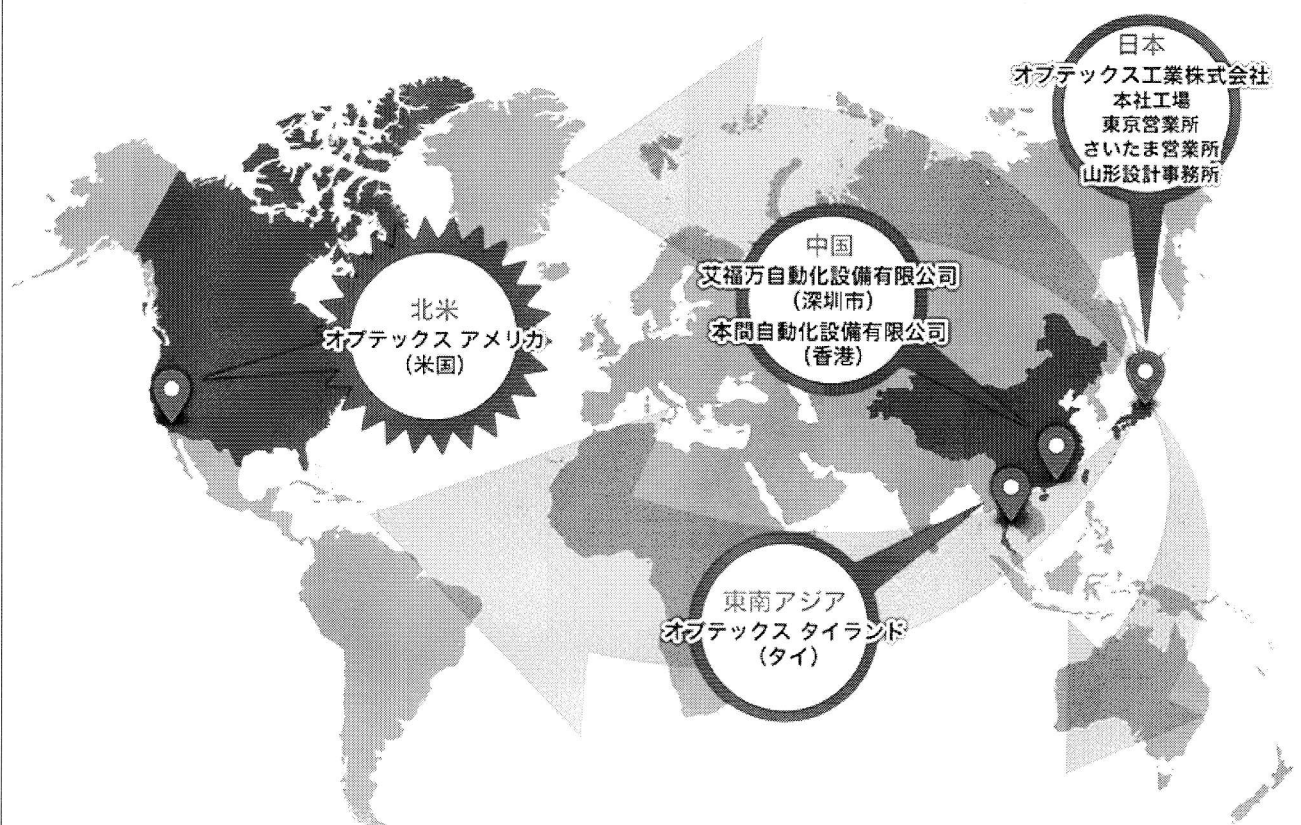 日本
オプテックス工業株式会社
本社工場
東京営業所
さいたま営業所
山形設計事務所
中国
艾福万自動化設備有限公司
（深圳市）
本間自動化設備有限公司
（香港）
北米
オプテックス アメリカ
（米国）
東南アジア
オプテックス タイランド
（タイ）